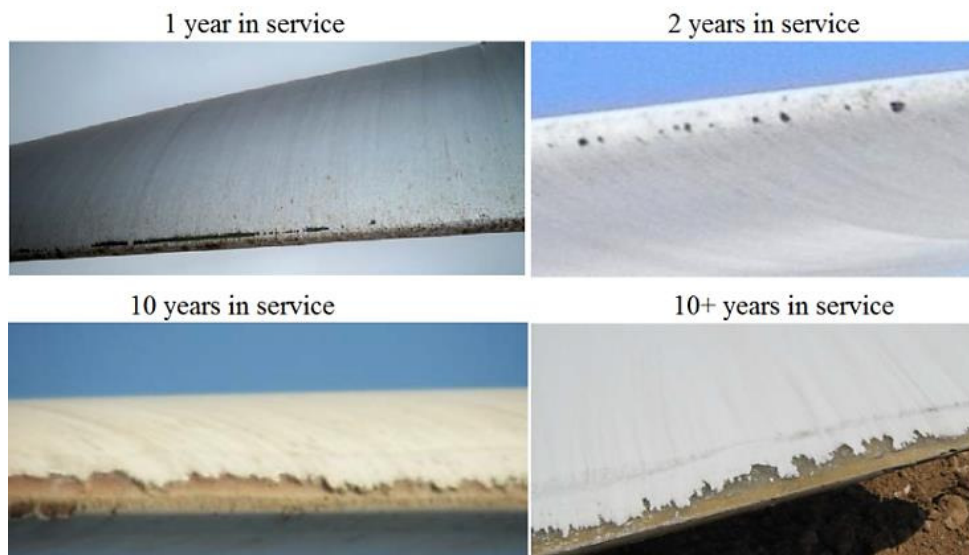 1 year in service
2 years in service
10 years in service
10+ years in service